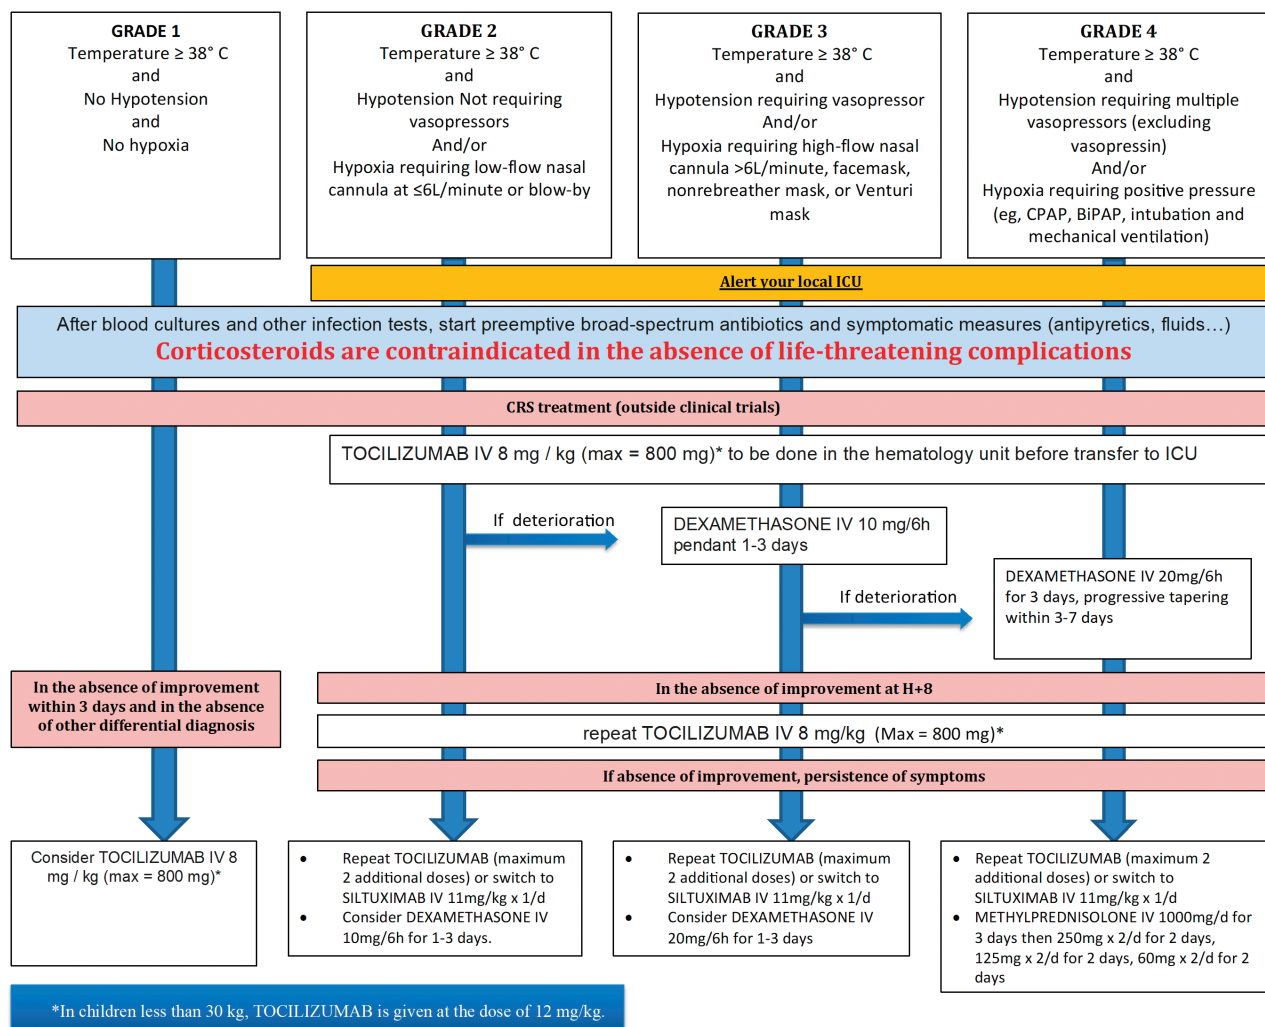 GRADE 1
Temperature ≥ 38° C
and
No Hypotension
and
No hypoxia
GRADE 2
Temperature ≥ 38° C
and
Hypotension Not requiring
vasopressors
And/or
Hypoxia requiring low-flow nasal
cannula at ≤6L/minute or blow-by
GRADE 3
Temperature ≥ 38° C
and
Hypotension requiring vasopressor
And/or
Hypoxia requiring high-flow nasal
cannula >6L/minute, facemask,
nonrebreather mask, or Venturi
mask
GRADE 4
Temperature ≥ 38° C
and
Hypotension requiring multiple
vasopressors (excluding
vasopressin)
And/or
Hypoxia requiring positive pressure
(eg, CPAP, BiPAP, intubation and
mechanical ventilation)
Alert your local ICU
After blood cultures and other infection tests, start preemptive broad-spectrum antibiotics and symptomatic measures (antipyretics, fluids…)
Corticosteroids are contraindicated in the absence of life-threatening complications
CRS treatment (outside clinical trials)
TOCILIZUMAB IV 8 mg / kg (max = 800 mg)* to be done in the hematology unit before transfer to ICU
If deterioration
DEXAMETHASONE IV 10 mg/6h
pendant 1-3 days
If deterioration
DEXAMETHASONE IV 20mg/6h
for 3 days, progressive tapering
within 3-7 days
In the absence of improvement
within 3 days and in the absence
of other differential diagnosis
In the absence of improvement at H+8
repeat TOCILIZUMAB IV 8 mg/kg (Max = 800 mg)*
If absence of improvement, persistence of symptoms
Consider TOCILIZUMAB IV 8
mg / kg (max = 800 mg)*
• Repeat TOCILIZUMAB (maximum
2 additional doses) or switch to
SILTUXIMAB IV 11mg/kg x 1/d
• Consider DEXAMETHASONE IV
10mg/6h for 1-3 days.
• Repeat TOCILIZUMAB (maximum
2 additional doses) or switch to
SILTUXIMAB IV 11mg/kg x 1/d
• Consider DEXAMETHASONE IV
20mg/6h for 1-3 days
• Repeat TOCILIZUMAB (maximum 2
additional doses) or switch to
SILTUXIMAB IV 11mg/kg x 1/d
• METHYLPREDNISOLONE IV 1000mg/d for
3 days then 250mg x 2/d for 2 days,
125mg x 2/d for 2 days, 60mg x 2/d for 2
days
*In children less than 30 kg, TOCILIZUMAB is given at the dose of 12 mg/kg.